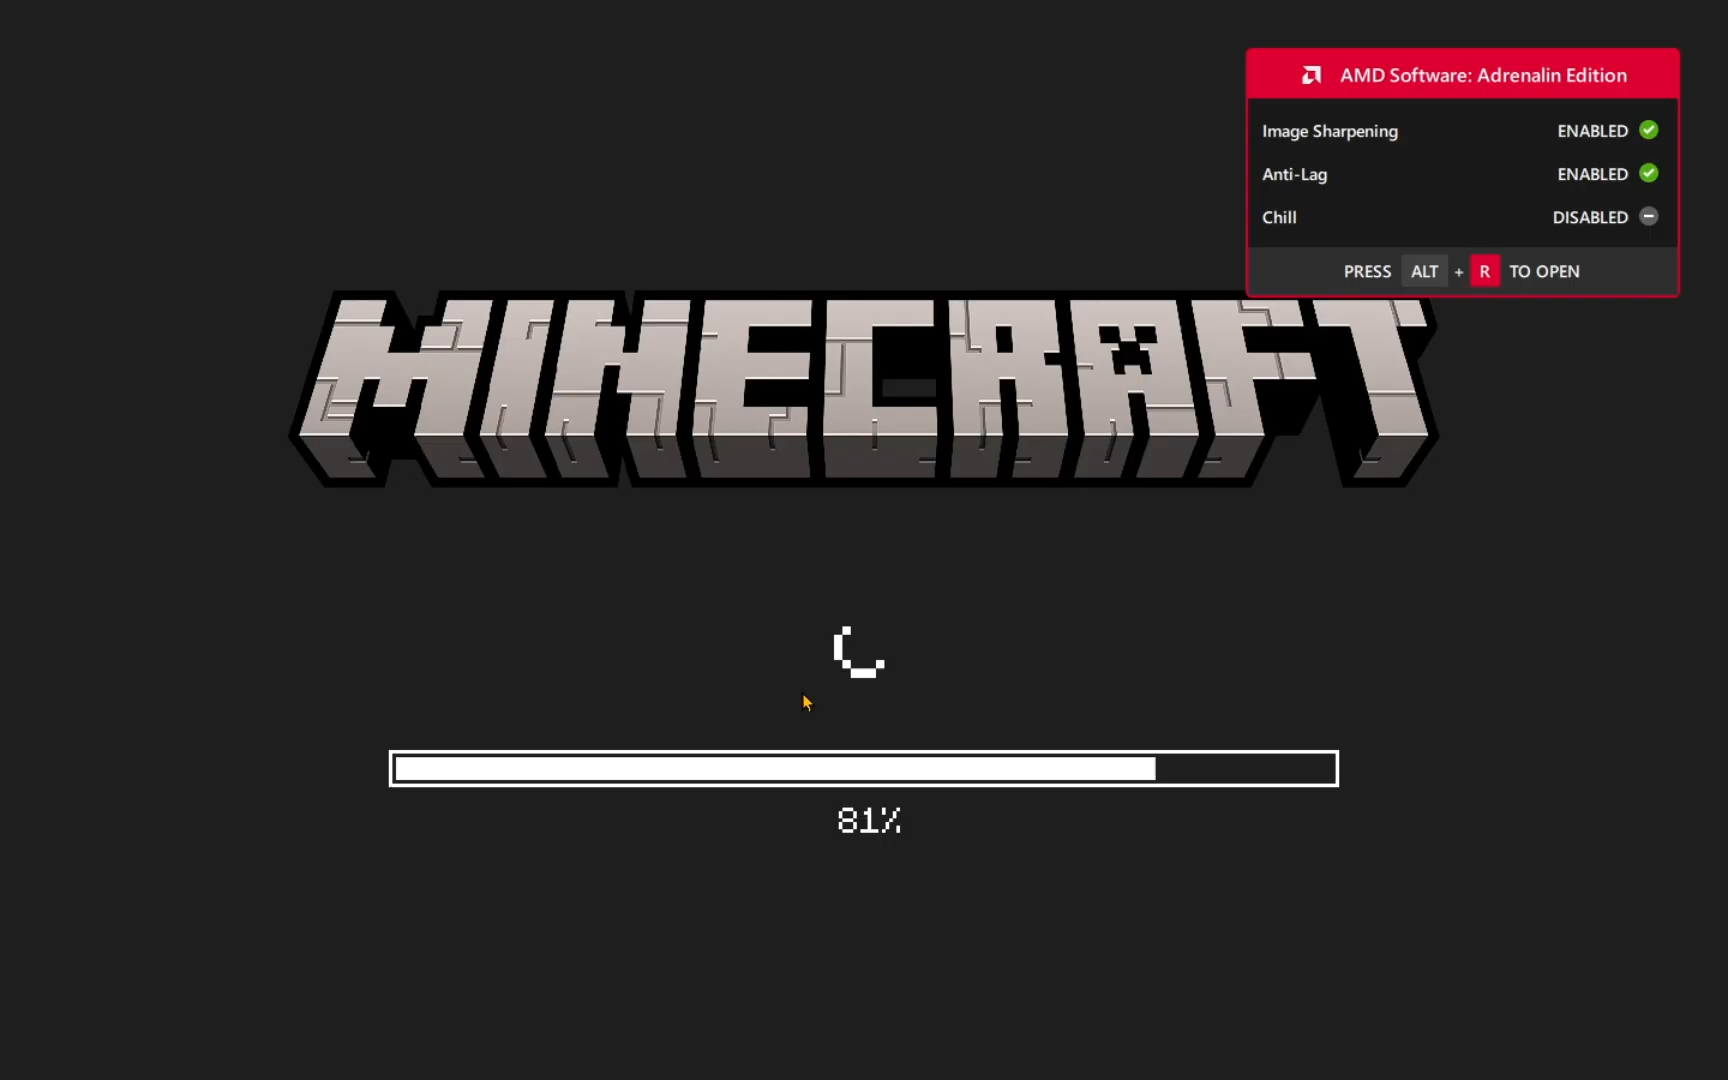 AMD Software: Adrenalin Edition
Image Sharpening ENABLED
Anti-Lag ENABLED
Chill DISABLED
PRESS ALT + R TO OPEN
MINECRAFT
81%